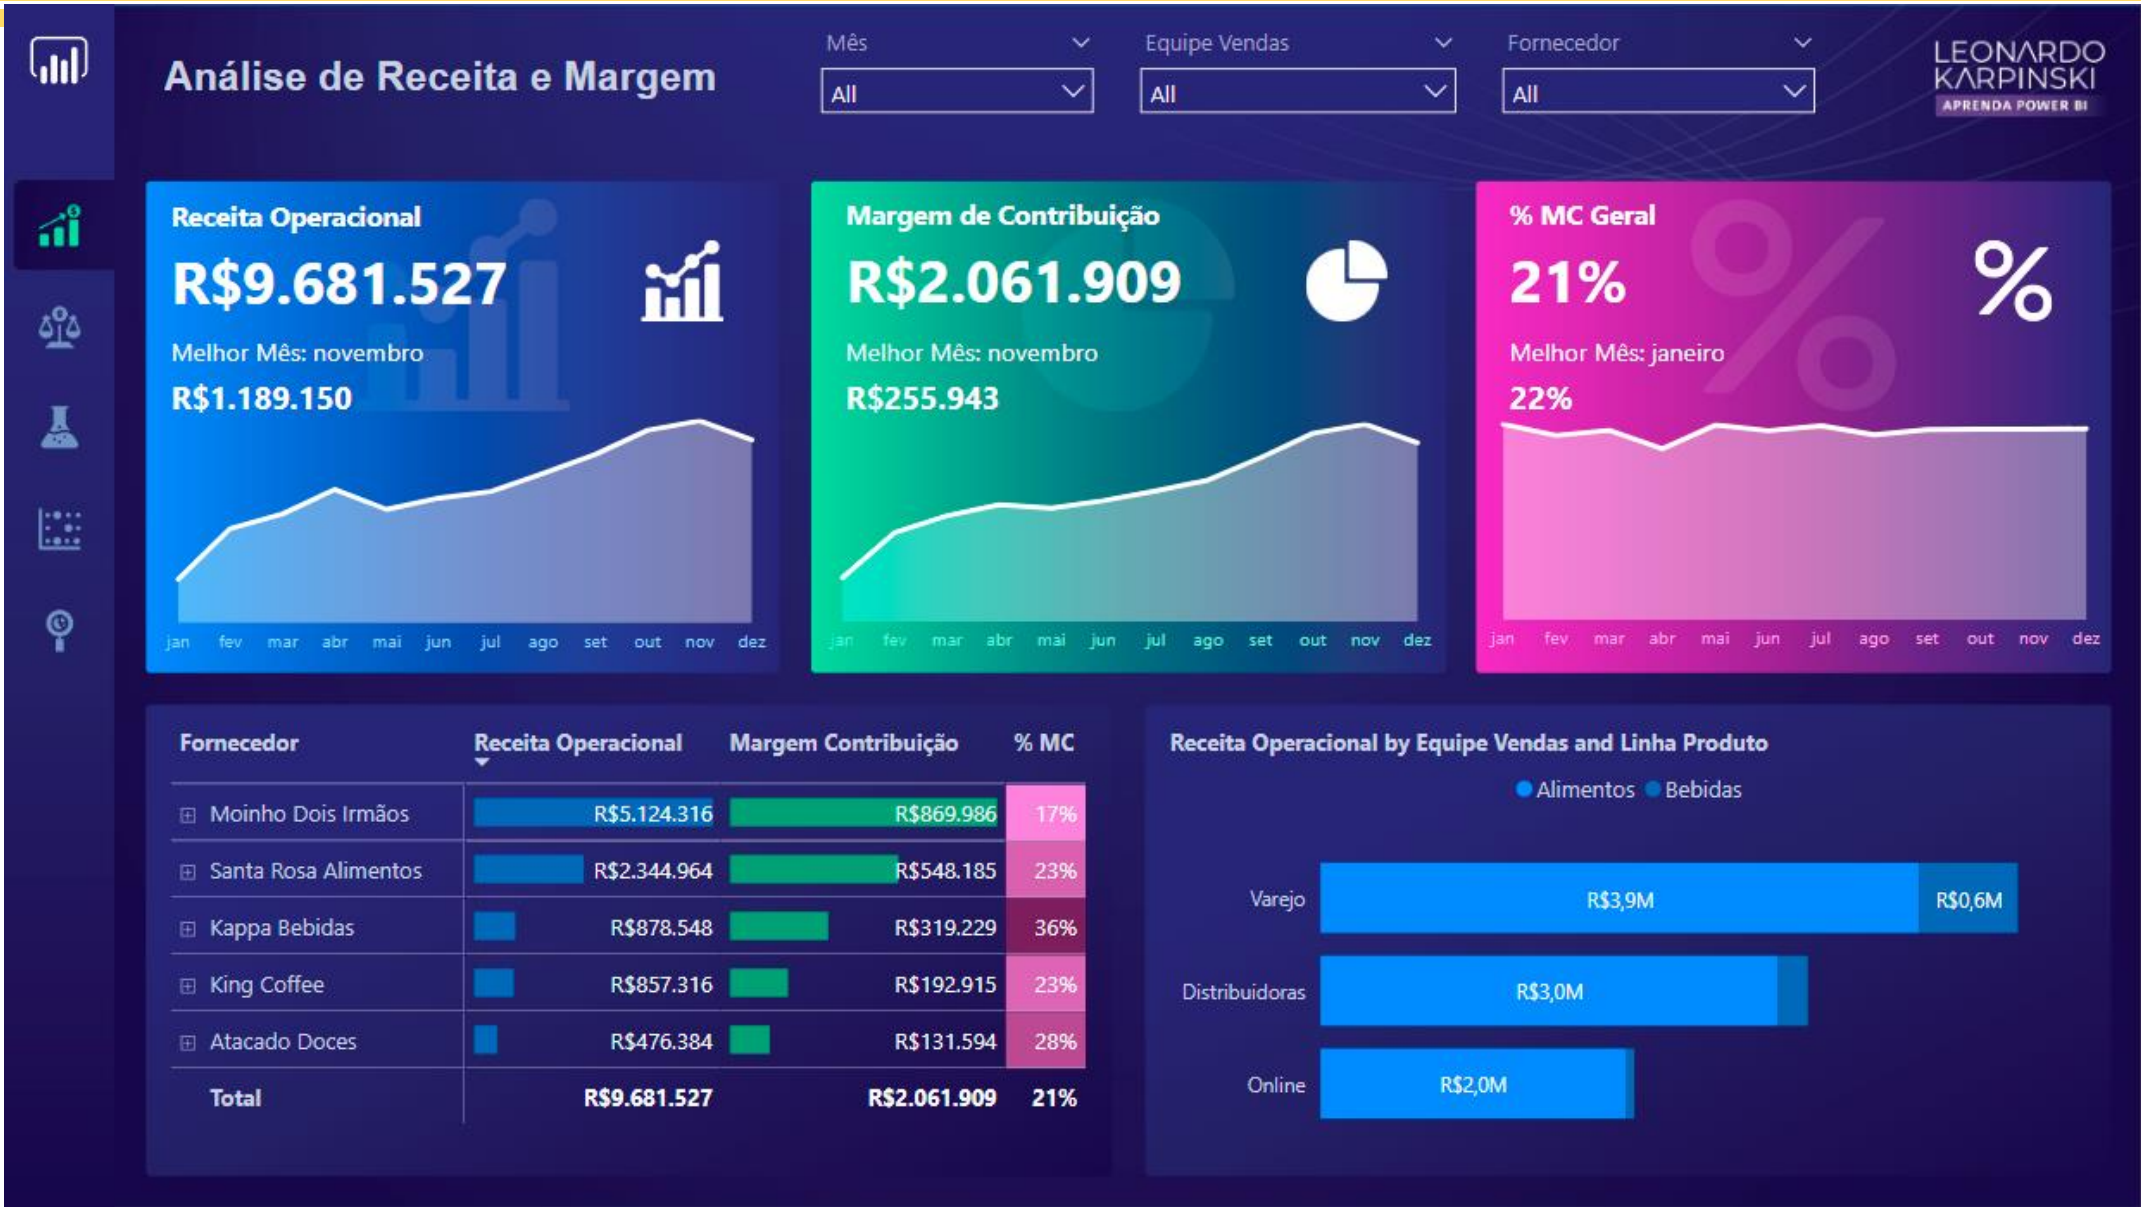 Análise de Receita e Margem
Mês
All
Equipe Vendas
All
Fornecedor
All
LEONARDO
KARPINSKI
APRENDA POWER BI
Receita Operacional
R$9.681.527
Melhor Mês: novembro
R$1.189.150
jan fev mar abr mai jun jul ago set out nov dez
Margem de Contribuição
R$2.061.909
Melhor Mês: novembro
R$255.943
jan fev mar abr mai jun jul ago set out nov dez
% MC Geral
21%
%
Melhor Mês: janeiro
22%
jan fev mar abr mai jun jul ago set out nov dez
Fornecedor Receita Operacional Margem Contribuição % MC
Moinho Dois Irmãos R$5.124.316 R$869.986 17%
Santa Rosa Alimentos R$2.344.964 R$548.185 23%
Kappa Bebidas R$878.548 R$319.229 36%
King Coffee R$857.316 R$192.915 23%
Atacado Doces R$476.384 R$131.594 28%
Total R$9.681.527 R$2.061.909 21%
Receita Operacional by Equipe Vendas and Linha Produto
Alimentos Bebidas
Varejo R$3,9M R$0,6M
Distribuidoras R$3,0M
Online R$2,0M